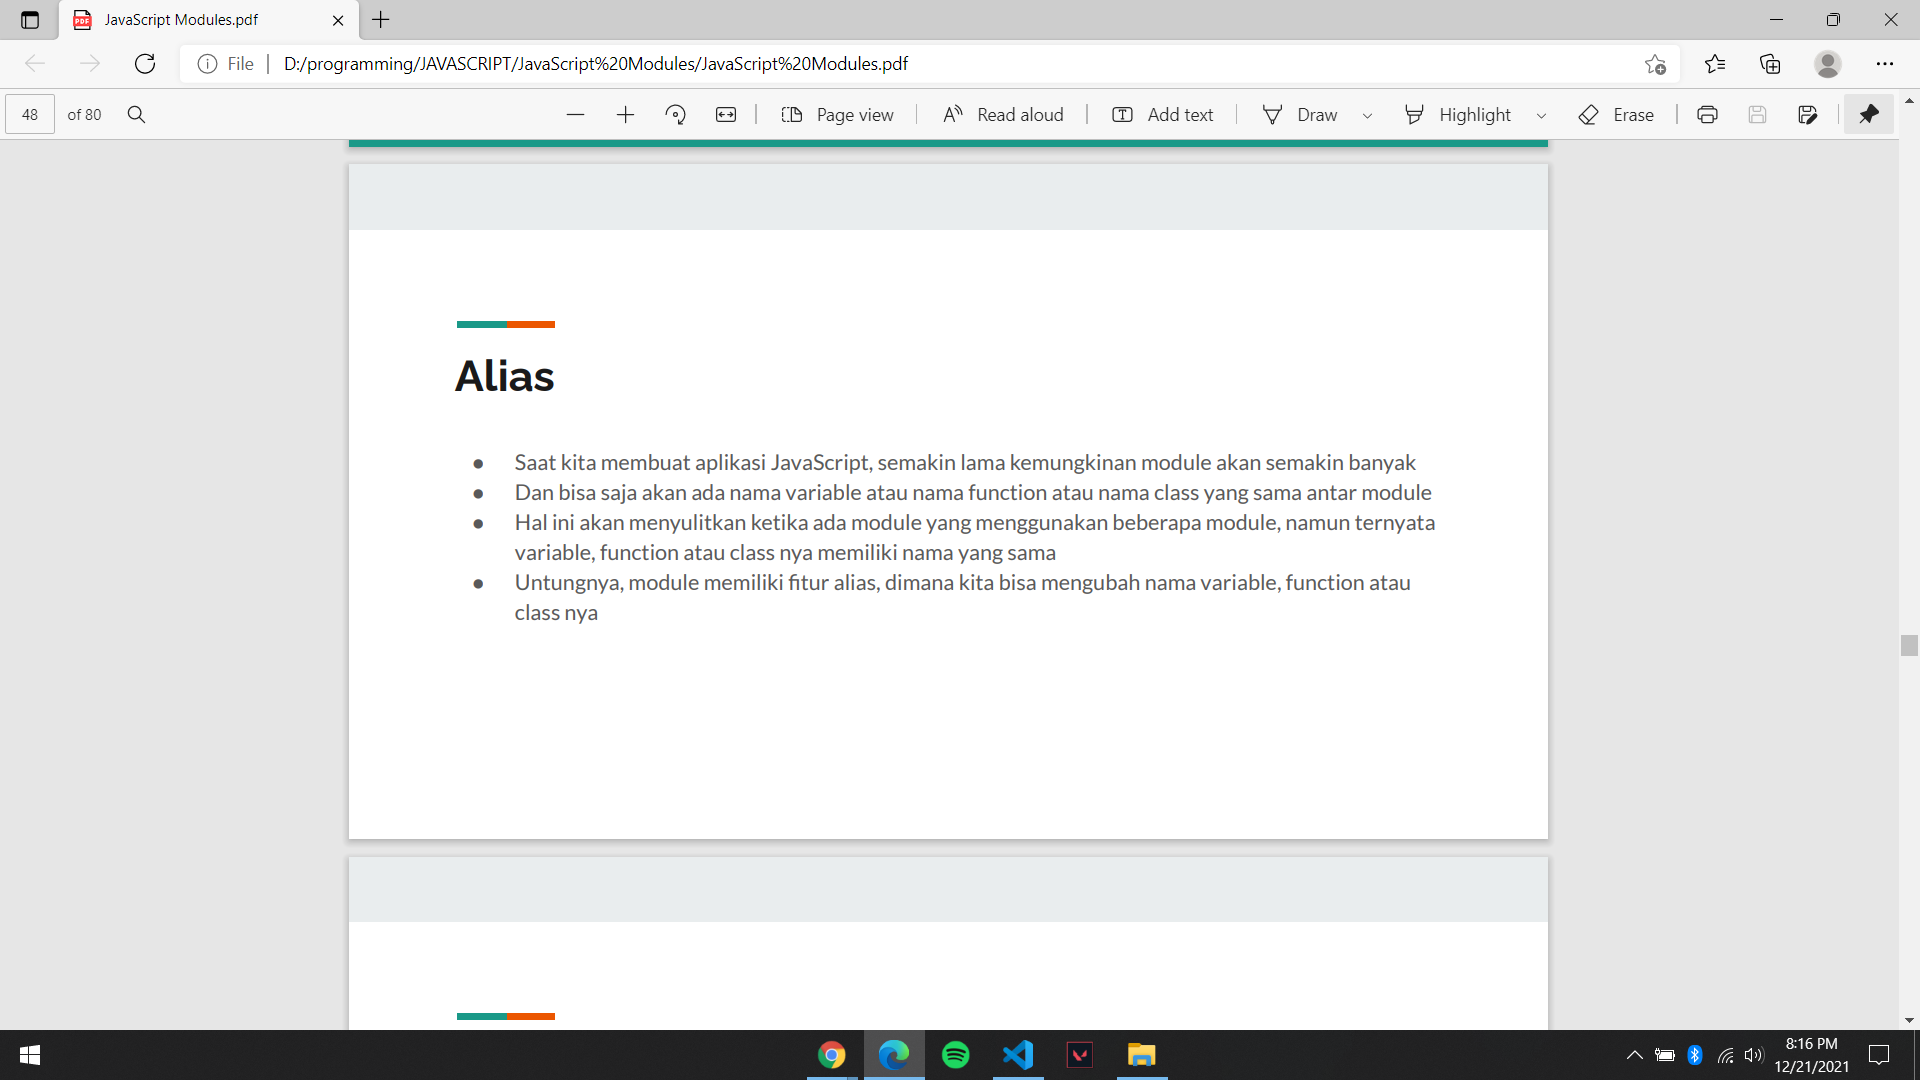 JavaScript Modules.pdf
File
D:/programming/JAVASCRIPT/JavaScript%20Modules/JavaScript%20Modules.pdf
48 of 80
Page view
Read aloud
Add text
Draw
Highlight
Erase
Alias
● Saat kita membuat aplikasi JavaScript, semakin lama kemungkinan module akan semakin banyak
● Dan bisa saja akan ada nama variable atau nama function atau nama class yang sama antar module
● Hal ini akan menyulitkan ketika ada module yang menggunakan beberapa module, namun ternyata
variable, function atau class nya memiliki nama yang sama
● Untungnya, module memiliki fitur alias, dimana kita bisa mengubah nama variable, function atau
class nya
8:16 PM
12/21/2021